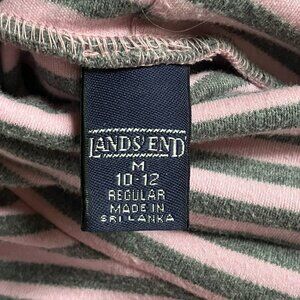 LANDS' END
M
10-12
REGULAR
MADE IN
SRI LANKA